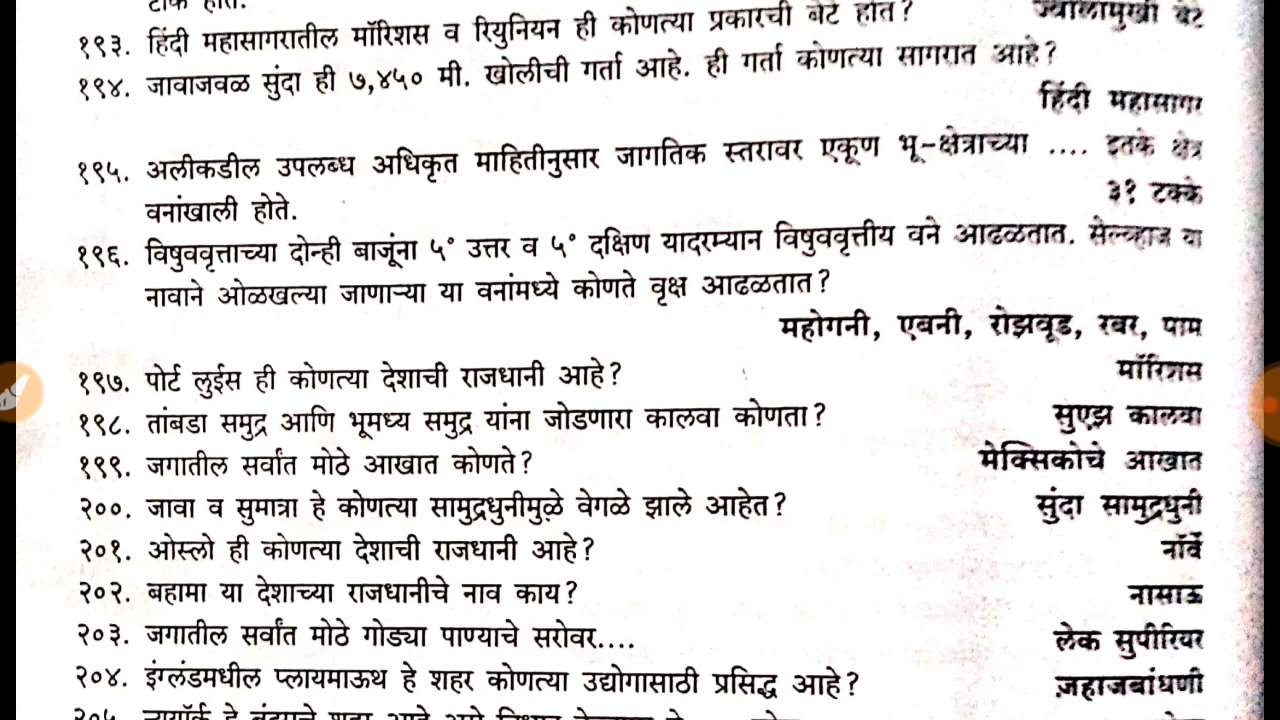 १९३. हिंदी महासागरातील मॉरिशस व रियुनियन ही कोणत्या प्रकारची बेटे होत? ज्वालामुखी बेटे
१९४. जावाजवळ सुंदा ही ७,४५० मी. खोलीची गर्ता आहे. ही गर्ता कोणत्या सागरात आहे?
हिंदी महासागर
१९५. अलीकडील उपलब्ध अधिकृत माहितीनुसार जागतिक स्तरावर एकूण भू-क्षेत्राच्या .... इतके क्षेत्र
वनांखाली होते. ३१ टक्के
१९६. विषुववृत्ताच्या दोन्ही बाजूंना ५° उत्तर व ५° दक्षिण यादरम्यान विषुववृत्तीय वने आढळतात. सेल्व्हाज या
नावाने ओळखल्या जाणाऱ्या या वनांमध्ये कोणते वृक्ष आढळतात?
महोगनी, एबनी, रोझवूड, रबर, पाम
१९७. पोर्ट लुईस ही कोणत्या देशाची राजधानी आहे? मॉरिशस
१९८. तांबडा समुद्र आणि भूमध्य समुद्र यांना जोडणारा कालवा कोणता? सुएझ कालवा
१९९. जगातील सर्वांत मोठे आखात कोणते? मेक्सिकोचे आखात
२००. जावा व सुमात्रा हे कोणत्या सामुद्रधुनीमुळे वेगळे झाले आहेत? सुंदा सामुद्रधुनी
२०१. ओस्लो ही कोणत्या देशाची राजधानी आहे? नॉर्वे
२०२. बहामा या देशाच्या राजधानीचे नाव काय? नासाऊ
२०३. जगातील सर्वांत मोठे गोड्या पाण्याचे सरोवर.... लेक सुपीरियर
२०४. इंग्लंडमधील प्लायमाऊथ हे शहर कोणत्या उद्योगासाठी प्रसिद्ध आहे? जहाजबांधणी